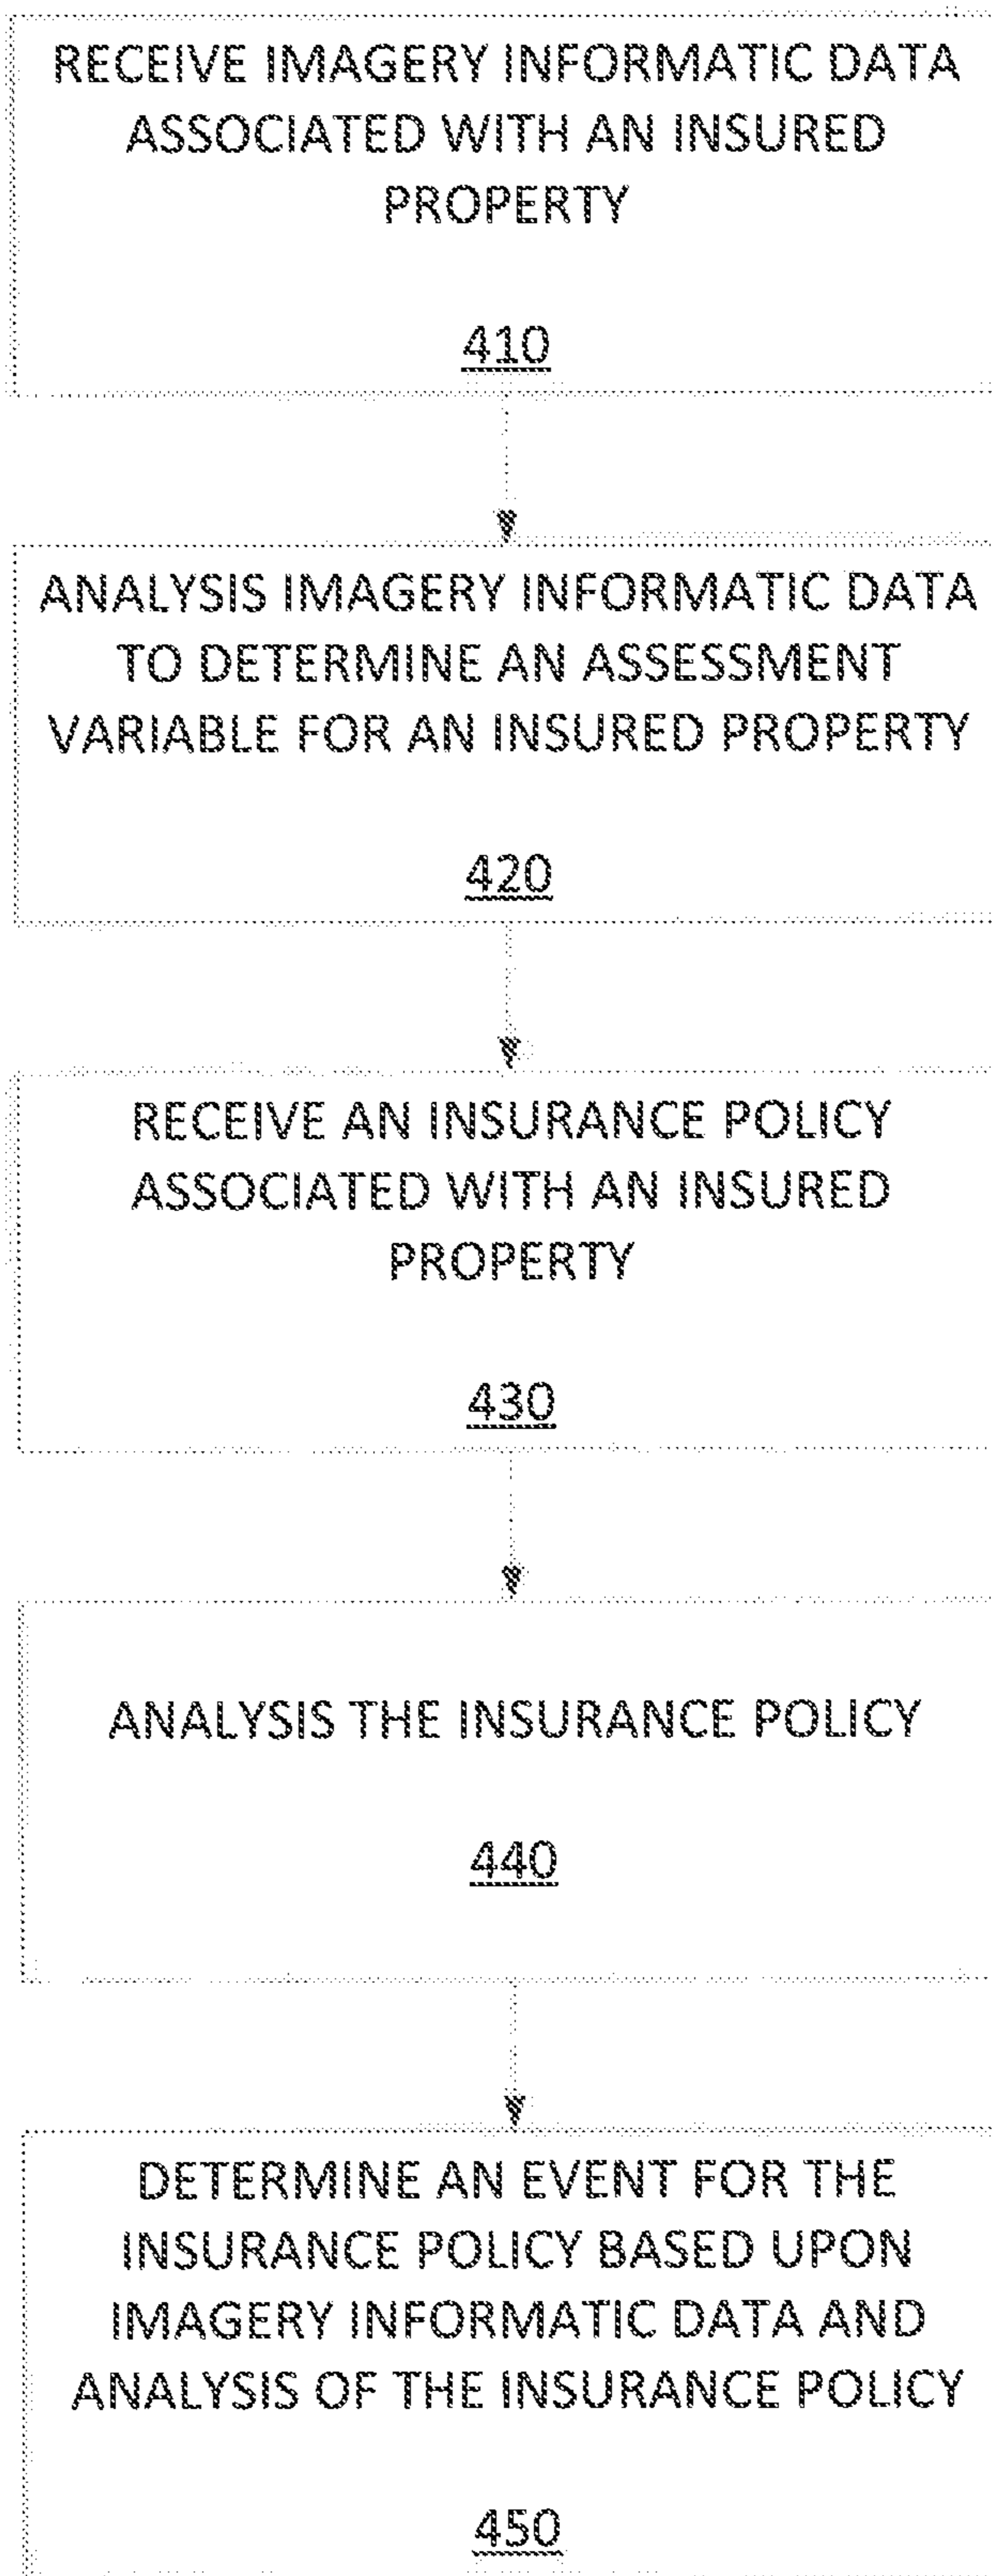 RECEIVE IMAGERY INFORMATIC DATA
ASSOCIATED WITH AN INSURED
PROPERTY
410
ANALYSIS IMAGERY INFORMATIC DATA
TO DETERMINE AN ASSESSMENT
VARIABLE FOR AN INSURED PROPERTY
420
RECEIVE AN INSURANCE POLICY
ASSOCIATED WITH AN INSURED
PROPERTY
430
ANALYSIS THE INSURANCE POLICY
440
DETERMINE AN EVENT FOR THE
INSURANCE POLICY BASED UPON
IMAGERY INFORMATIC DATA AND
ANALYSIS OF THE INSURANCE POLICY
450